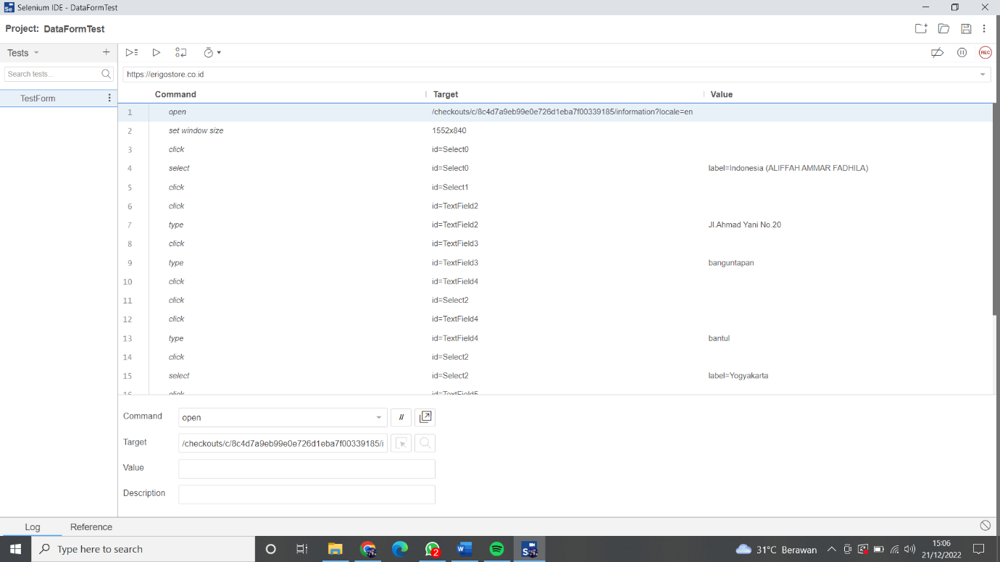 Selenium IDE - DataFormTest
Project: DataFormTest
Tests
Search tests...
TestForm
REC
https://erigostore.co.id
Command Target Value
1 open /checkouts/c/8c4d7a9eb99e0e726d1eba7f00339185/information?locale=en
2 set window size 1552x840
3 click id=Select0
4 select id=Select0 label=Indonesia (ALIFFAH AMMAR FADHILA)
5 click id=Select1
6 click id=TextField2
7 type id=TextField2 Jl.Ahmad Yani No.20
8 click id=TextField3
9 type id=TextField3 banguntapan
10 click id=TextField4
11 click id=Select2
12 click id=TextField4
13 type id=TextField4 bantul
14 click id=Select2
15 select id=Select2 label=Yogyakarta
16 click id=TextField5
Command open //
Target /checkouts/c/8c4d7a9eb99e0e726d1eba7f00339185/i
Value
Description
Log Reference
Type here to search
2
31°C Berawan
15:06
21/12/2022